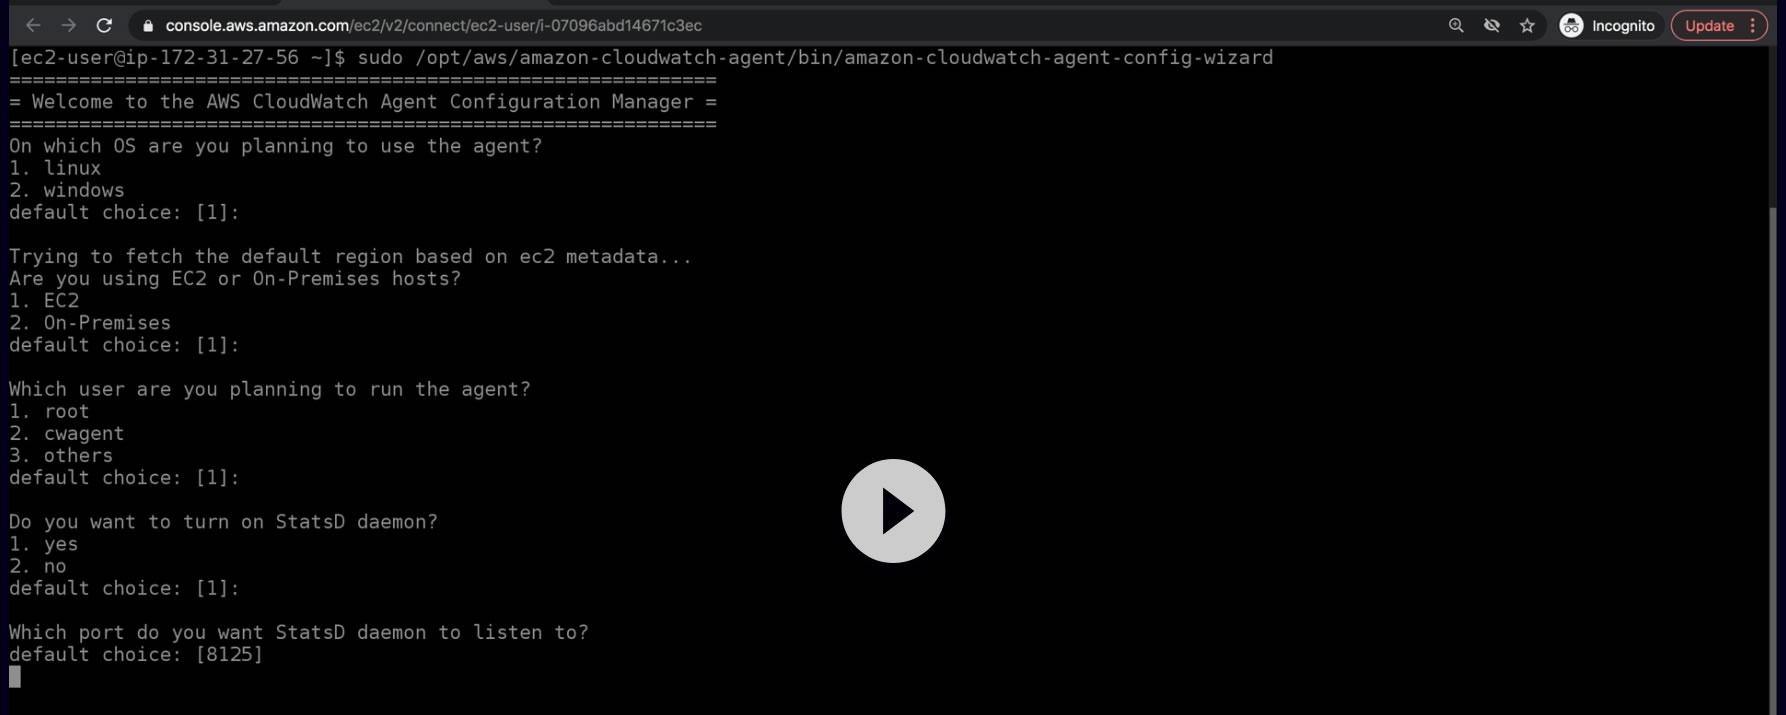 console.aws.amazon.com/ec2/v2/connect/ec2-user/i-07096abd14671c3ec
Incognito
Update
[ec2-user@ip-172-31-27-56 ~]$ sudo /opt/aws/amazon-cloudwatch-agent/bin/amazon-cloudwatch-agent-config-wizard
=============================================================
= Welcome to the AWS CloudWatch Agent Configuration Manager =
=============================================================
On which OS are you planning to use the agent?
1. linux
2. windows
default choice: [1]:
Trying to fetch the default region based on ec2 metadata...
Are you using EC2 or On-Premises hosts?
1. EC2
2. On-Premises
default choice: [1]:
Which user are you planning to run the agent?
1. root
2. cwagent
3. others
default choice: [1]:
Do you want to turn on StatsD daemon?
1. yes
2. no
default choice: [1]:
Which port do you want StatsD daemon to listen to?
default choice: [8125]